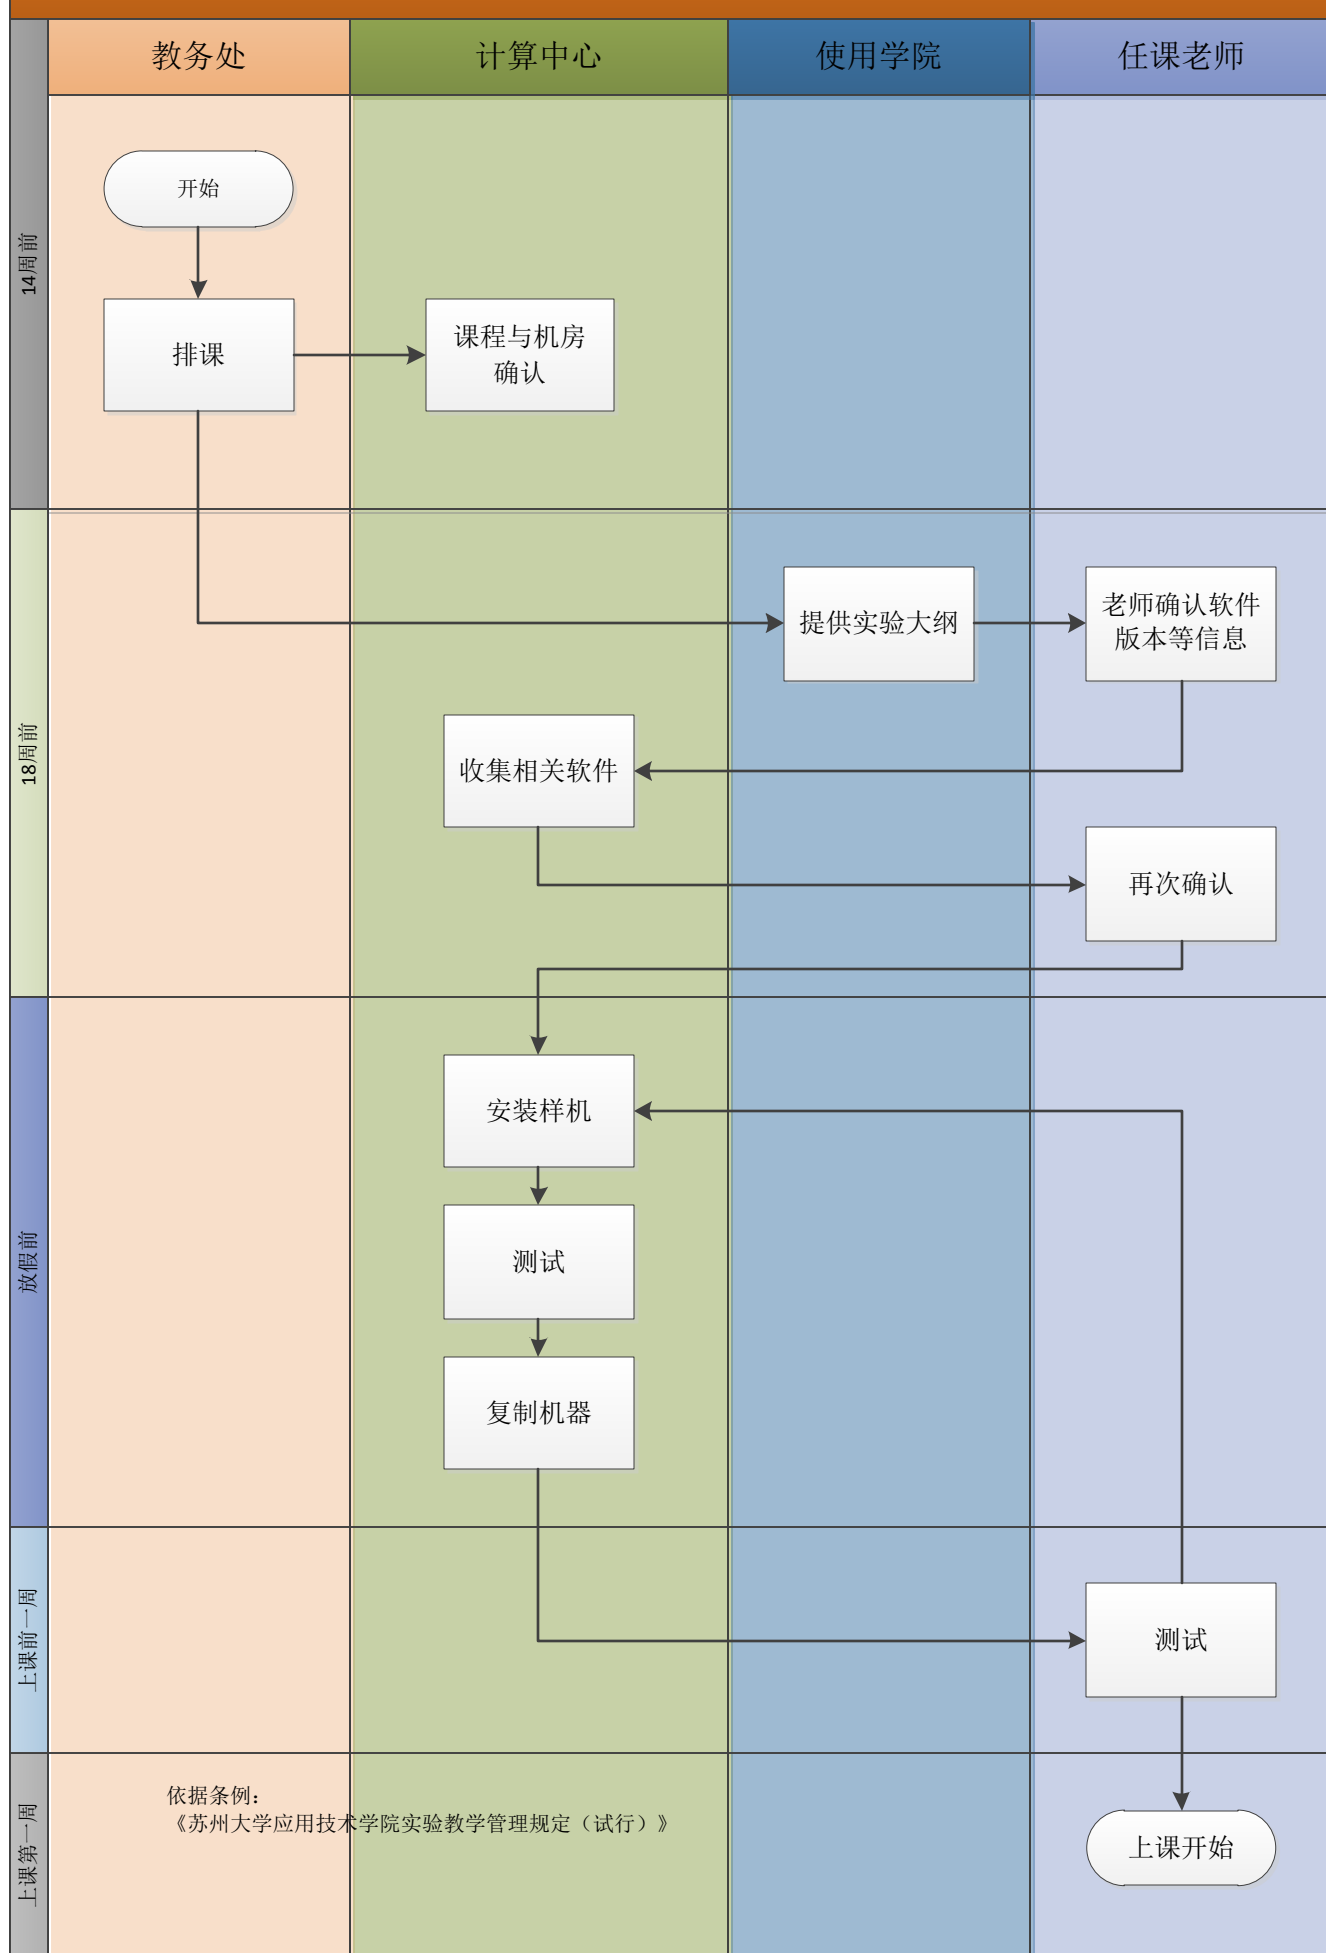 教务处
计算中心
使用学院
任课老师
14周前
开始
排课
课程与机房
确认
18周前
提供实验大纲
老师确认软件
版本等信息
收集相关软件
再次确认
放假前
安装样机
测试
复制机器
上课前一周
测试
上课第一周
依据条例：
《苏州大学应用技术学院实验教学管理规定（试行）》
上课开始